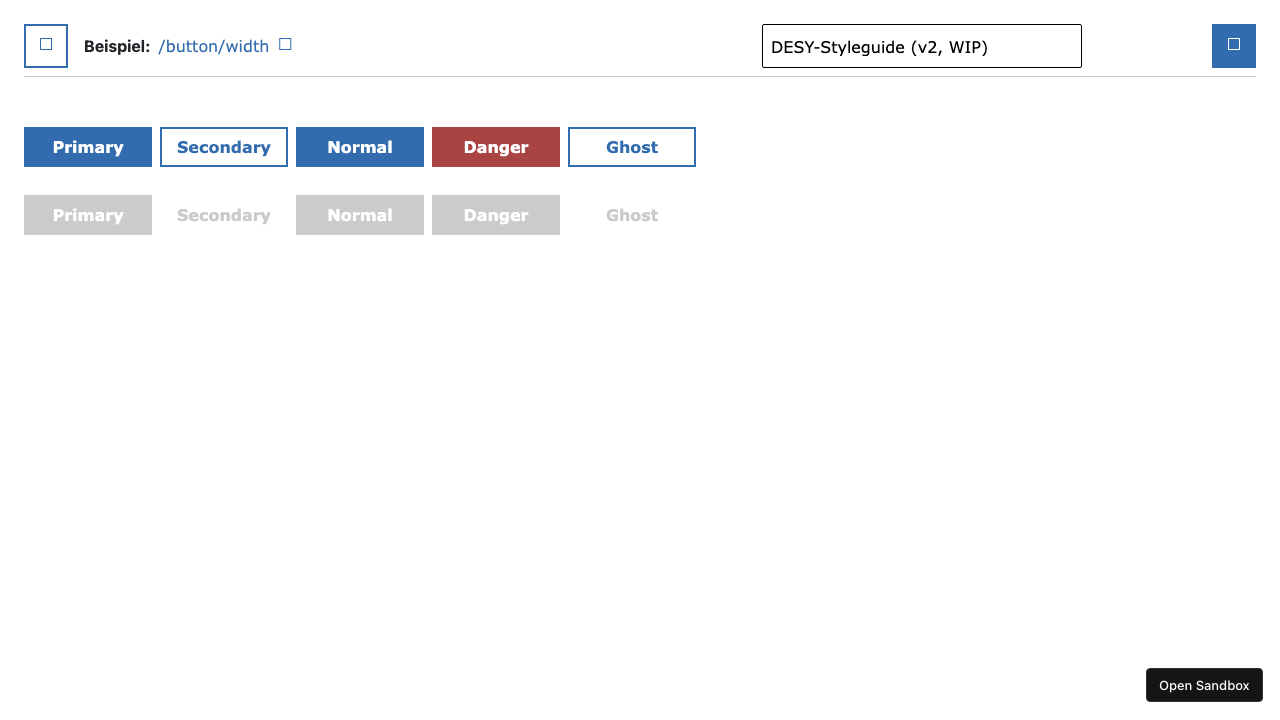 Beispiel: /button/width
DESY-Styleguide (v2, WIP)
Primary Secondary Normal Danger Ghost
Primary Secondary Normal Danger Ghost
Open Sandbox